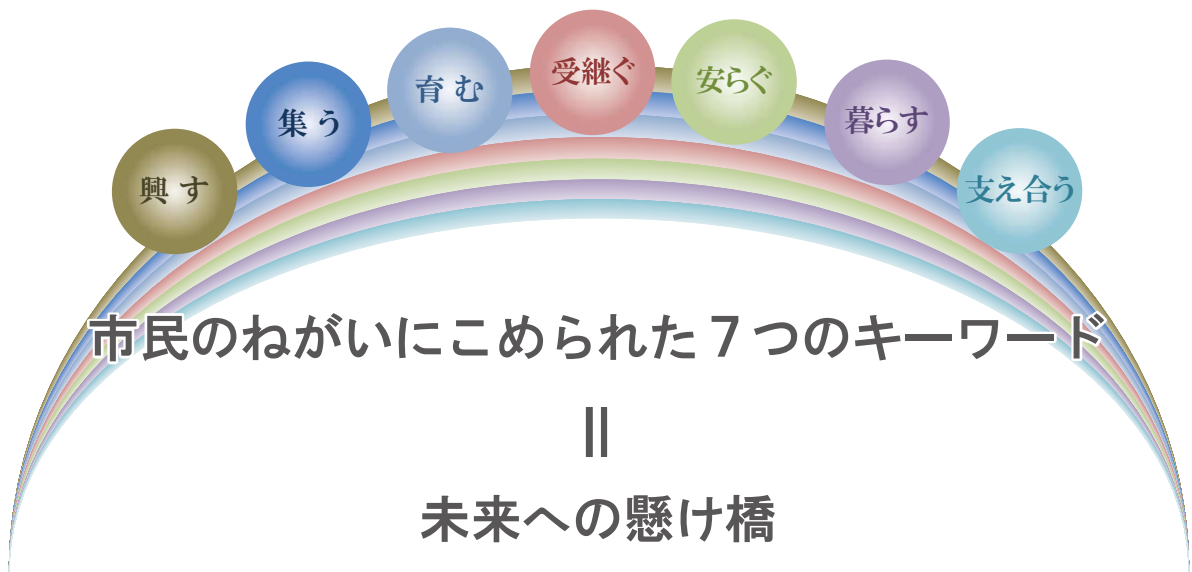 興す
集う
育む
受継ぐ
安らぐ
暮らす
支え合う
市民のねがいにこめられた７つのキーワード
||
未来への懸け橋